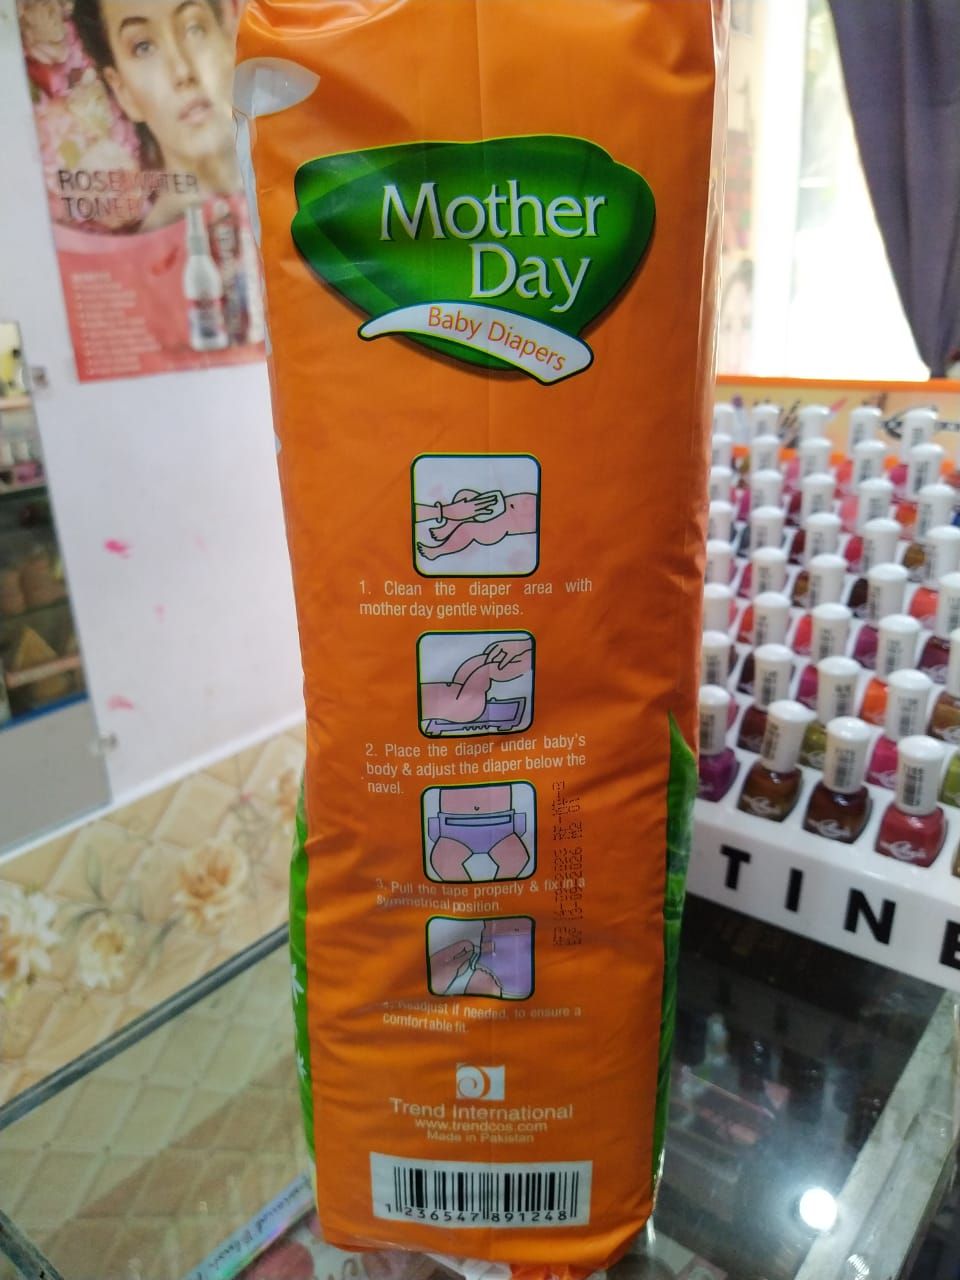 ROSE WATER
TONER
Mother
Day
Baby Diapers
1. Clean the diaper area with
mother day gentle wipes.
2. Place the diaper under baby's
body & adjust the diaper below the
navel.
3. Pull the tape properly & fix in a
symmetrical position.
4. Readjust if needed, to ensure a
comfortable fit.
Trend International
www.trendcos.com
Made in Pakistan
1 236547 891248
TINE